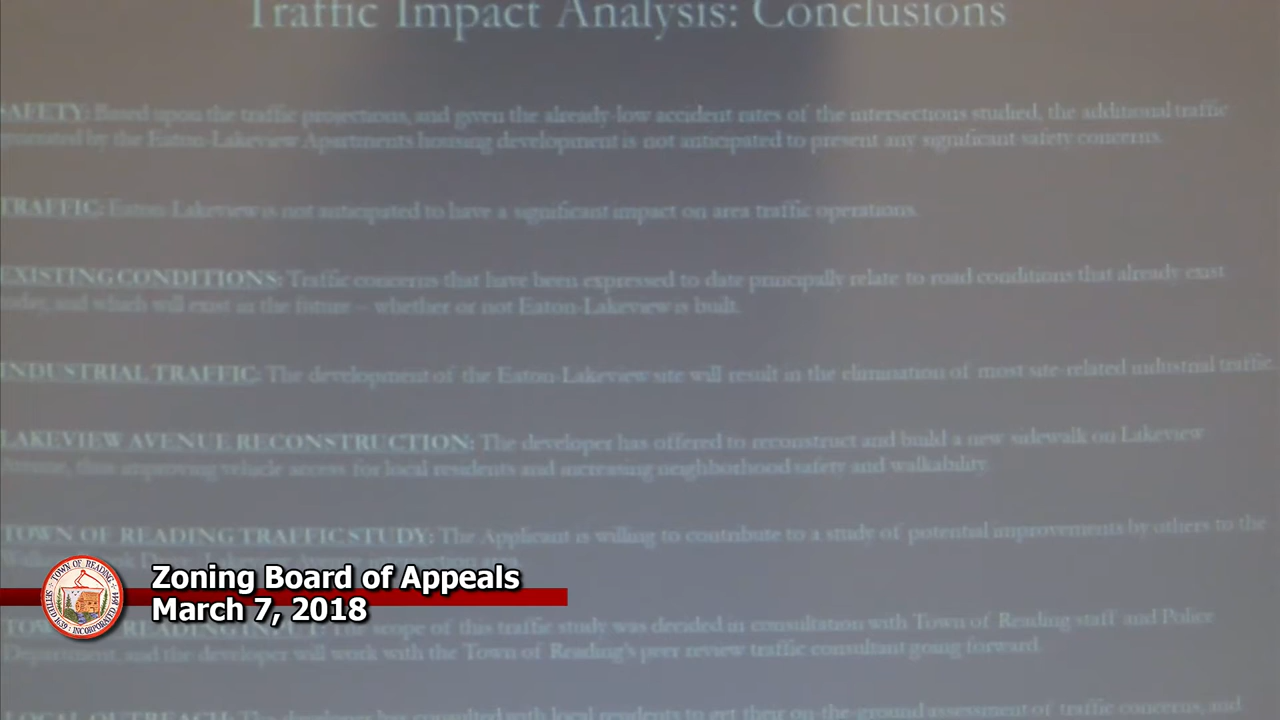 Traffic Impact Analysis: Conclusions
SAFETY: Based upon the traffic projections, and given the already low accident rates of the intersections studied, the additional traffic
generated by the Eaton-Lakeview Apartments housing development is not anticipated to present any significant safety concerns.
TRAFFIC: Eaton-Lakeview is not anticipated to have a significant impact on area traffic operations.
EXISTING CONDITIONS: Traffic concerns that have been expressed to date principally relate to road conditions that already exist
today, and which will exist in the future – whether or not Eaton-Lakeview is built.
INDUSTRIAL TRAFFIC: The development of the Eaton-Lakeview site will result in the elimination of most site-related industrial traffic.
LAKEVIEW AVENUE RECONSTRUCTION: The developer has offered to reconstruct and build a new sidewalk on Lakeview
Avenue, thus improving vehicle access for local residents and increasing neighborhood safety and walkability.
TOWN OF READING TRAFFIC STUDY: The Applicant is willing to contribute to a study of potential improvements by others to the
TOWN OF READING INPUT: The scope of this traffic study was decided in consultation with Town of Reading staff and Police
Department, and the developer will work with the Town of Reading's peer review traffic consultant going forward.
LOCAL OUTREACH: The developer has consulted with local residents to get their on-the-ground assessment of traffic concerns, and
Zoning Board of Appeals
March 7, 2018
TOWN OF READING
SETTLED 1639 · INCORPORATED 1644